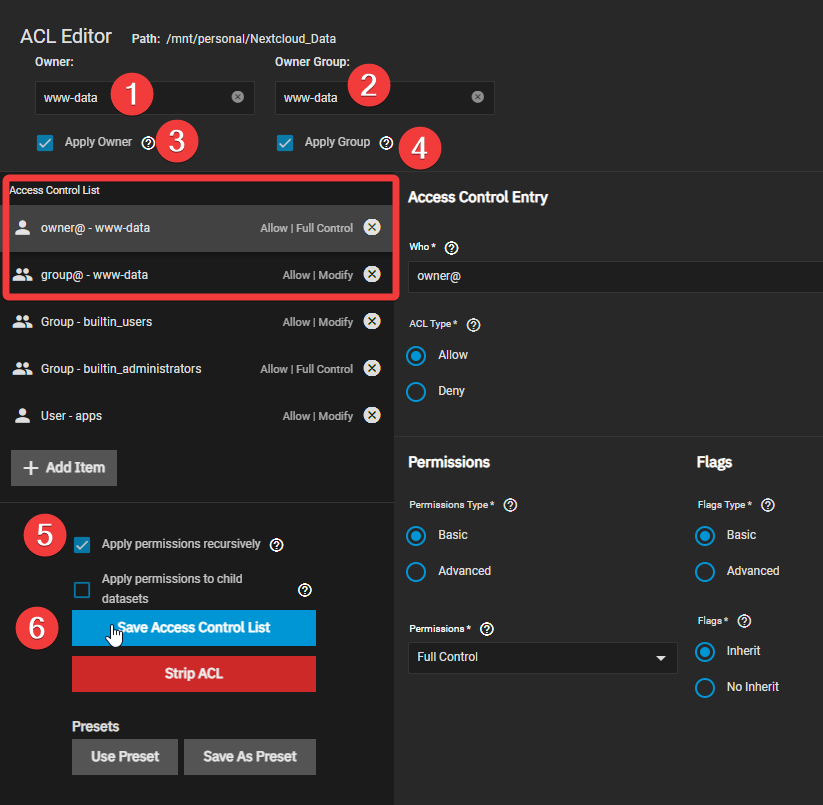 ACL Editor Path: /mnt/personal/Nextcloud_Data
Owner: Owner Group:
www-data 1 www-data 2
Apply Owner 3 Apply Group 4
Access Control List
owner@ - www-data Allow | Full Control
group@ - www-data Allow | Modify
Group - builtin_users Allow | Modify
Group - builtin_administrators Allow | Full Control
User - apps Allow | Modify
+ Add Item
5 Apply permissions recursively
Apply permissions to child
datasets
6 Save Access Control List
Strip ACL
Presets
Use Preset Save As Preset
Access Control Entry
Who *
owner@
ACL Type *
Allow
Deny
Permissions
Permissions Type *
Basic
Advanced
Permissions *
Full Control
Flags
Flags Type *
Basic
Advanced
Flags *
Inherit
No Inherit